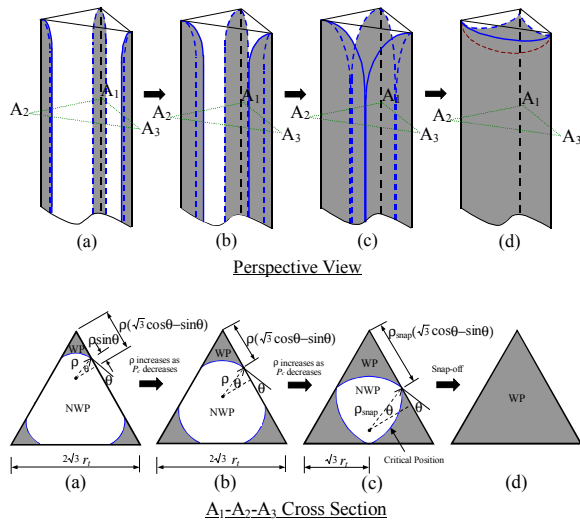 A1
A2
A3
A1
A2
A3
A1
A2
A3
A1
A2
A3
(a)
(b)
(c)
(d)
Perspective View
ρ(√3 cosθ−sinθ)
ρsinθ
WP
ρ
θ
θ
NWP
2√3 rt
(a)
ρ increases as
Pc decreases
ρ(√3 cosθ−sinθ)
WP
ρ
θ
θ
NWP
2√3 rt
(b)
ρ increases as
Pc decreases
ρsnap(√3 cosθ−sinθ)
WP
NWP
ρsnap
θ
θ
Critical Position
√3 rt
(c)
Snap-off
WP
(d)
A1-A2-A3 Cross Section